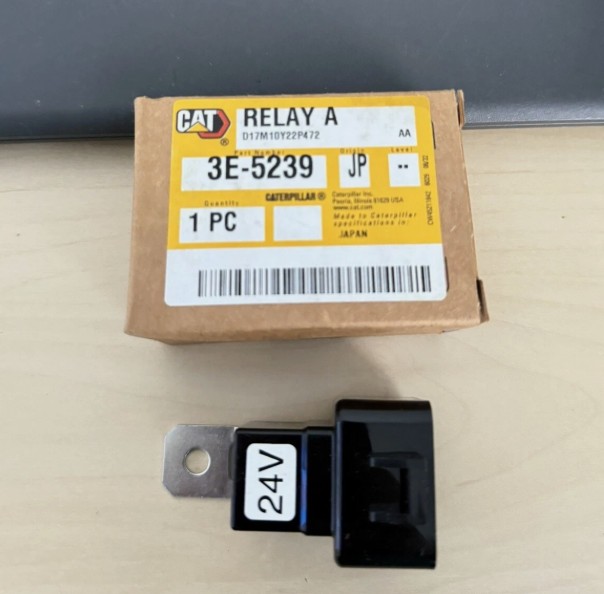 CAT
®
RELAY A
D17M10Y22P472
AA
Part Number
Origin
Level
3E-5239
JP
--
Quantity
CATERPILLAR ®
Caterpillar Inc.
Peoria, Illinois 61629 USA
www.cat.com
1 PC
Made to Caterpillar
specifications in:
JAPAN
24V